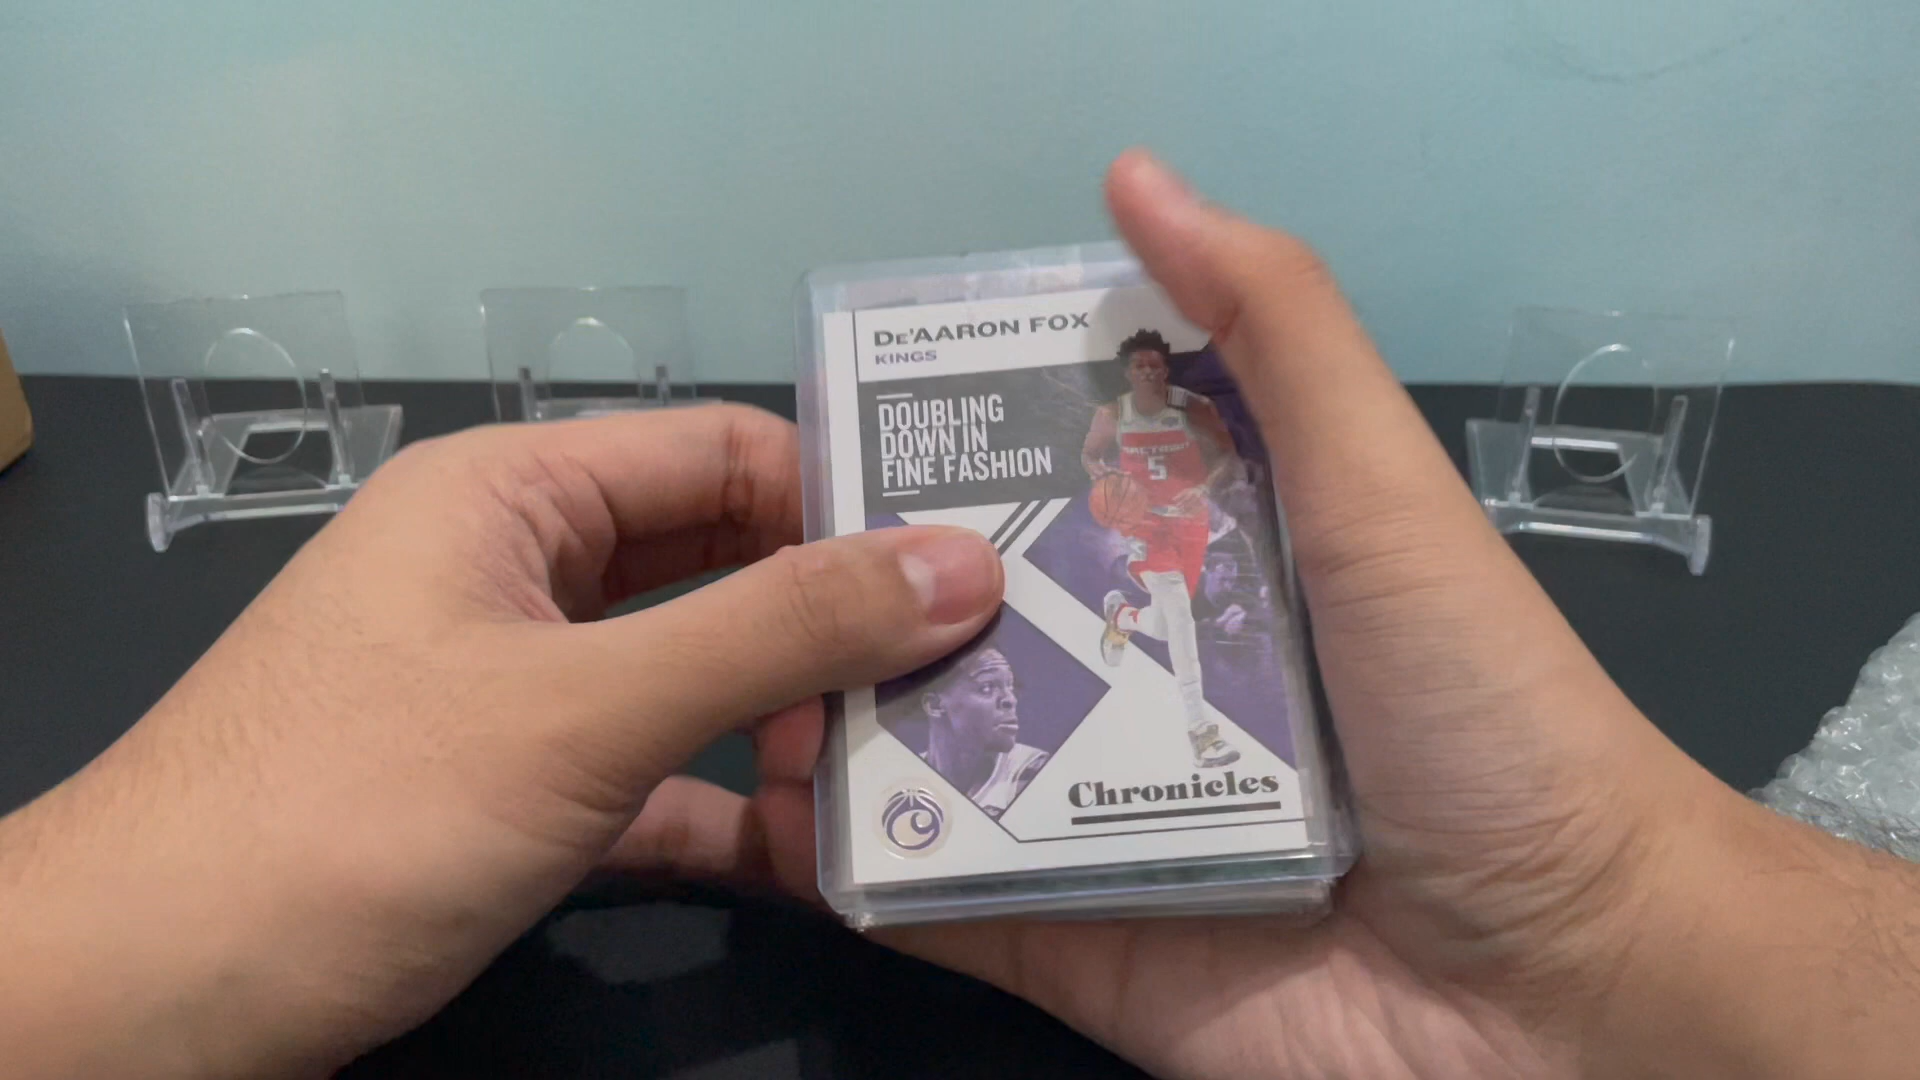 De'AARON FOX
KINGS
DOUBLING
DOWN IN
FINE FASHION
5
Chronicles